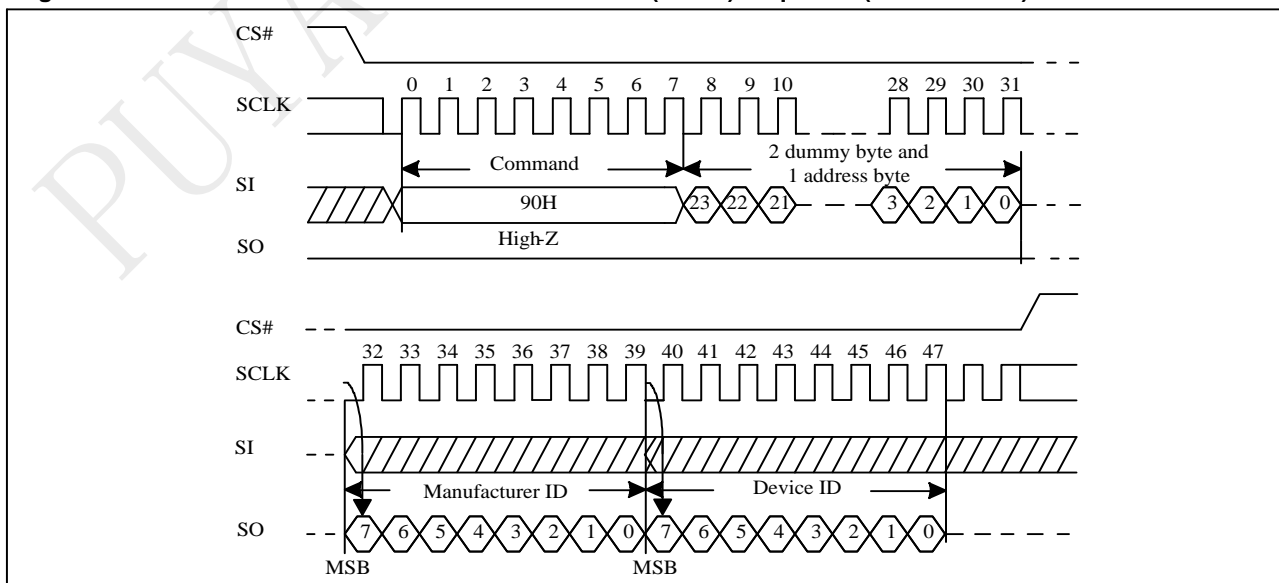 PUYA
CS#
0 1 2 3 4 5 6 7 8 9 10 28 29 30 31
SCLK
Command
2 dummy byte and
1 address byte
SI
90H
23 22 21 3 2 1 0
High-Z
SO
CS#
32 33 34 35 36 37 38 39 40 41 42 43 44 45 46 47
SCLK
SI
Manufacturer ID
Device ID
SO
7 6 5 4 3 2 1 0 7 6 5 4 3 2 1 0
MSB
MSB